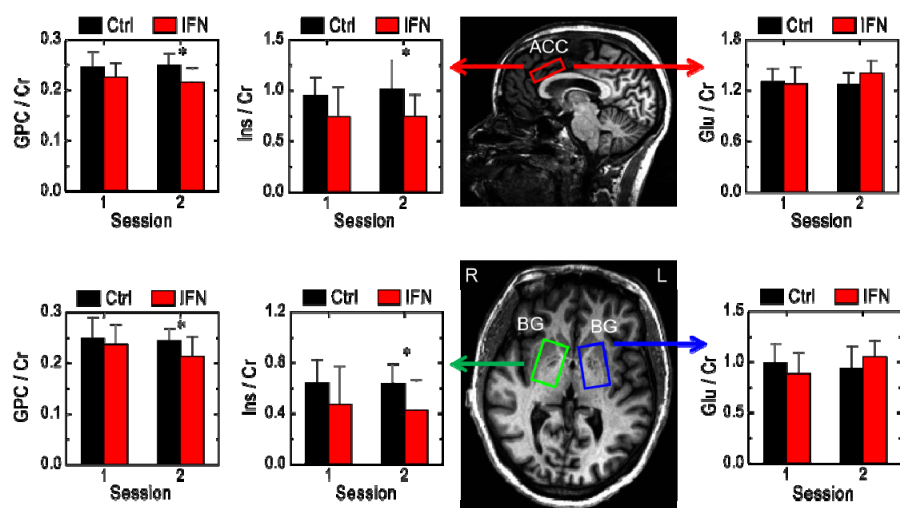 Ctrl IFN
0.3
0.2
0.1
0.0
GPC / Cr
*
1 2
Session
Ctrl IFN
1.5
1.0
0.5
0.0
Ins / Cr
*
1 2
Session
ACC
Ctrl IFN
1.8
1.2
0.6
0.0
Glu / Cr
1 2
Session
Ctrl IFN
0.3
0.2
0.1
0.0
GPC / Cr
*
1 2
Session
Ctrl IFN
1.2
0.8
0.4
0.0
Ins / Cr
*
1 2
Session
R L
BG BG
Ctrl IFN
1.5
1.0
0.5
0.0
Glu / Cr
1 2
Session